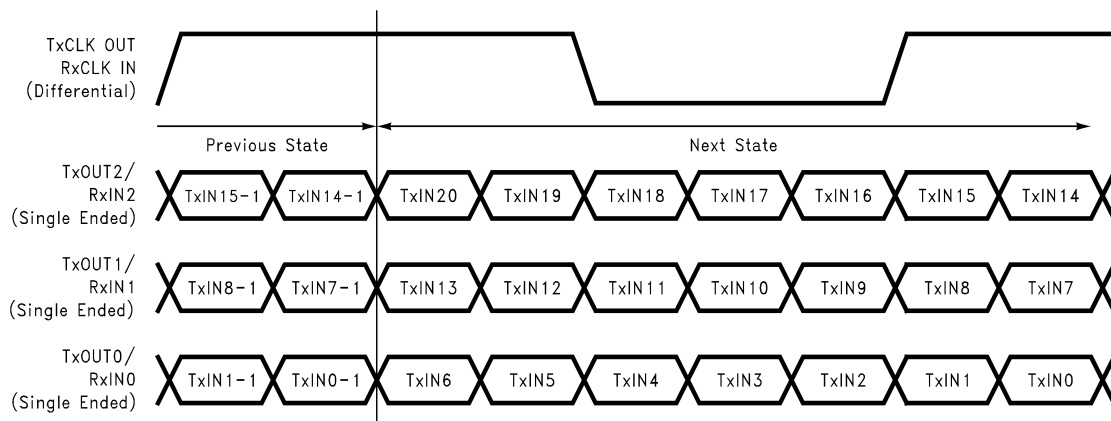 TxCLK OUT
RxCLK IN
(Differential)
Previous State
Next State
TxOUT2/
RxIN2
(Single Ended)
TxIN15-1 TxIN14-1 TxIN20 TxIN19 TxIN18 TxIN17 TxIN16 TxIN15 TxIN14
TxOUT1/
RxIN1
(Single Ended)
TxIN8-1 TxIN7-1 TxIN13 TxIN12 TxIN11 TxIN10 TxIN9 TxIN8 TxIN7
TxOUT0/
RxIN0
(Single Ended)
TxIN1-1 TxIN0-1 TxIN6 TxIN5 TxIN4 TxIN3 TxIN2 TxIN1 TxIN0